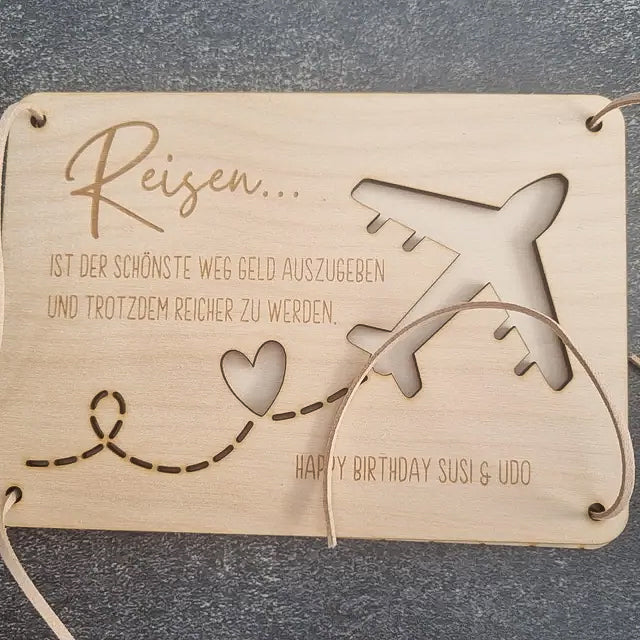 Reisen...
IST DER SCHÖNSTE WEG GELD AUSZUGEBEN
UND TROTZDEM REICHER ZU WERDEN.
HAPPY BIRTHDAY SUSI & UDO